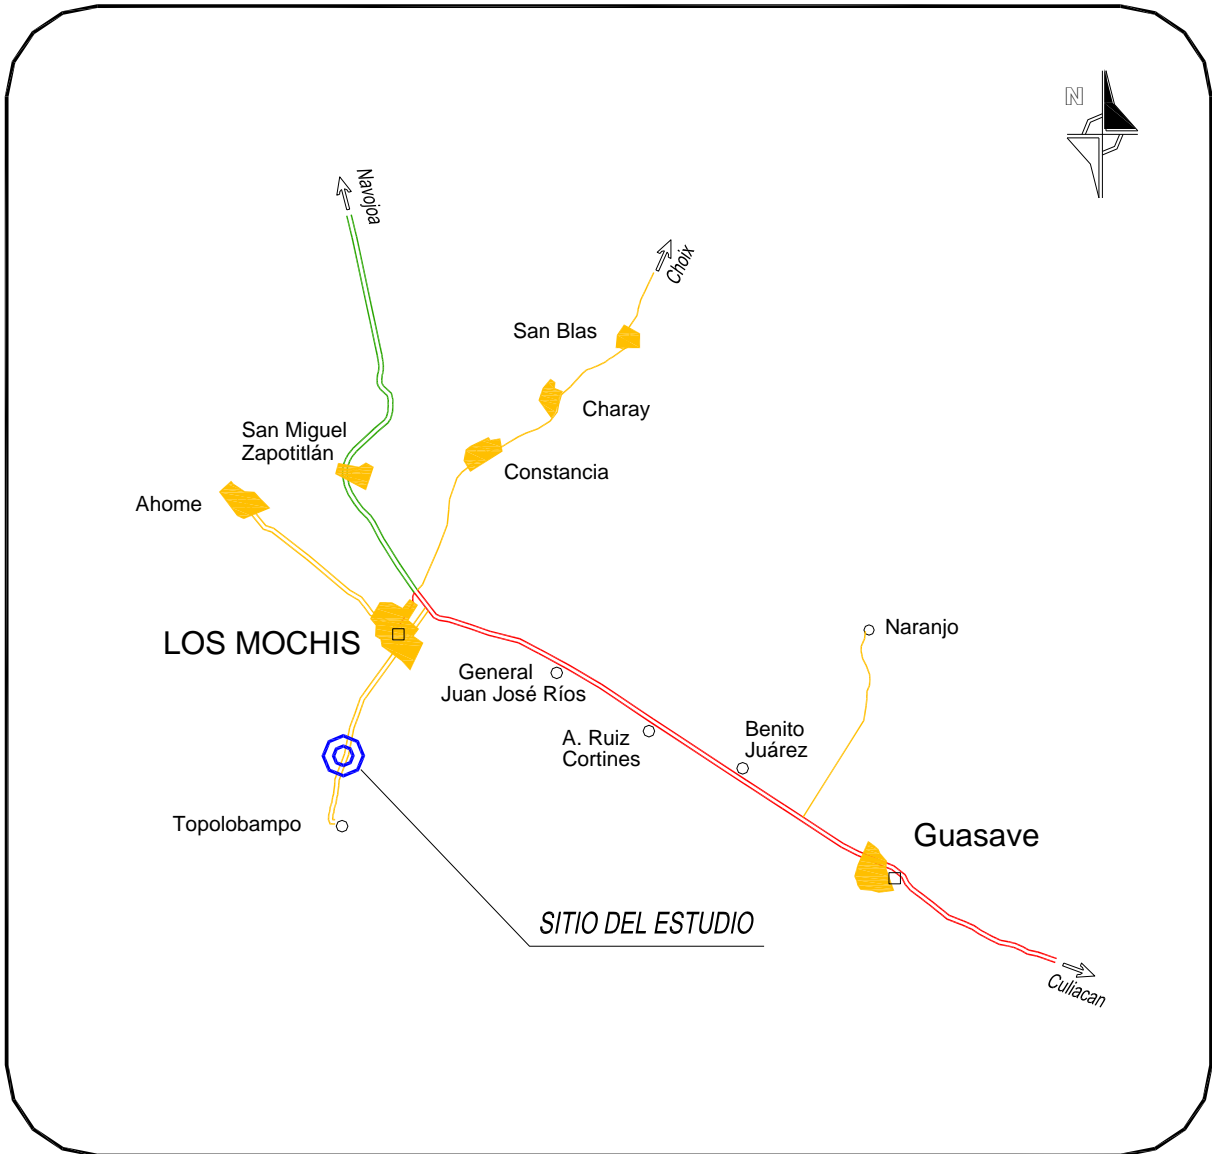 N
Navojoa
Choix
San Blas
Charay
San Miguel
Zapotitlán
Constancia
Ahome
LOS MOCHIS
Naranjo
General
Juan José Ríos
A. Ruiz
Cortines
Benito
Juárez
Topolobampo
Guasave
SITIO DEL ESTUDIO
Culiacan